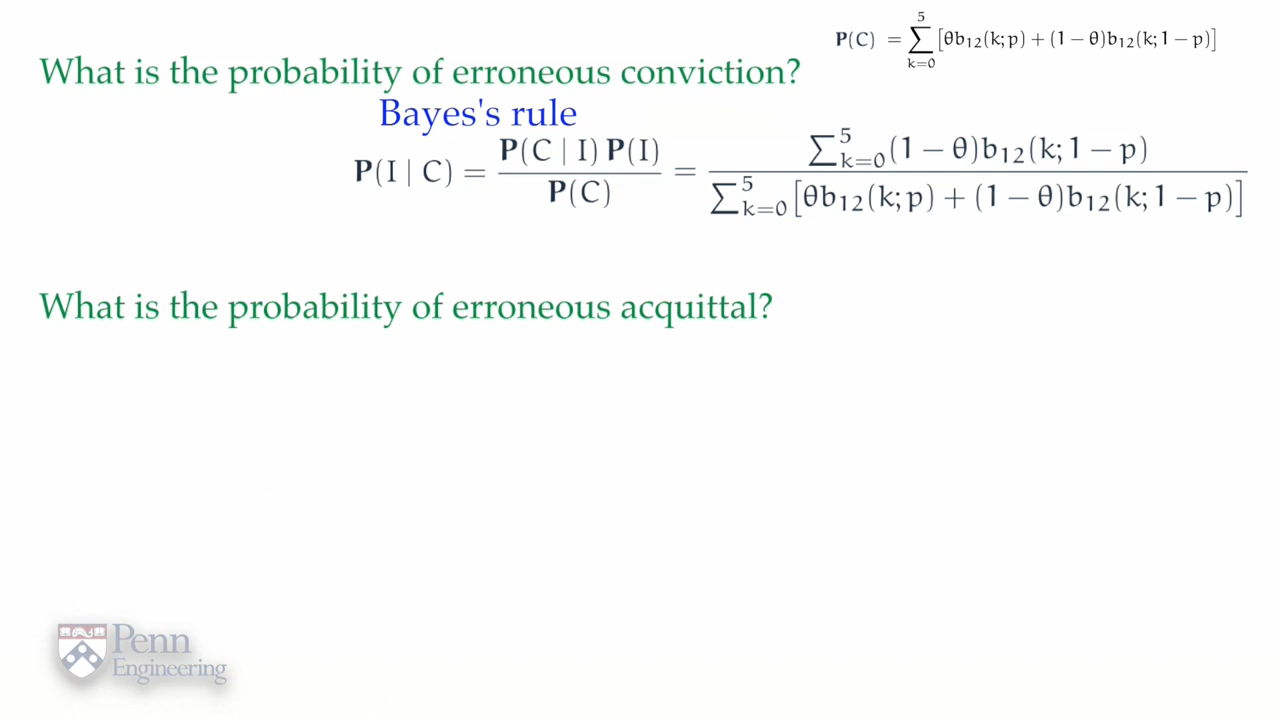 P(C) = ∑_{k=0}^{5} [θb₁₂(k; p) + (1 − θ)b₁₂(k; 1 − p)]
What is the probability of erroneous conviction?
Bayes's rule
P(I | C) = P(C | I) P(I) / P(C) = ∑_{k=0}^{5} (1 − θ)b₁₂(k; 1 − p) / ∑_{k=0}^{5} [θb₁₂(k; p) + (1 − θ)b₁₂(k; 1 − p)]
What is the probability of erroneous acquittal?
Penn
Engineering